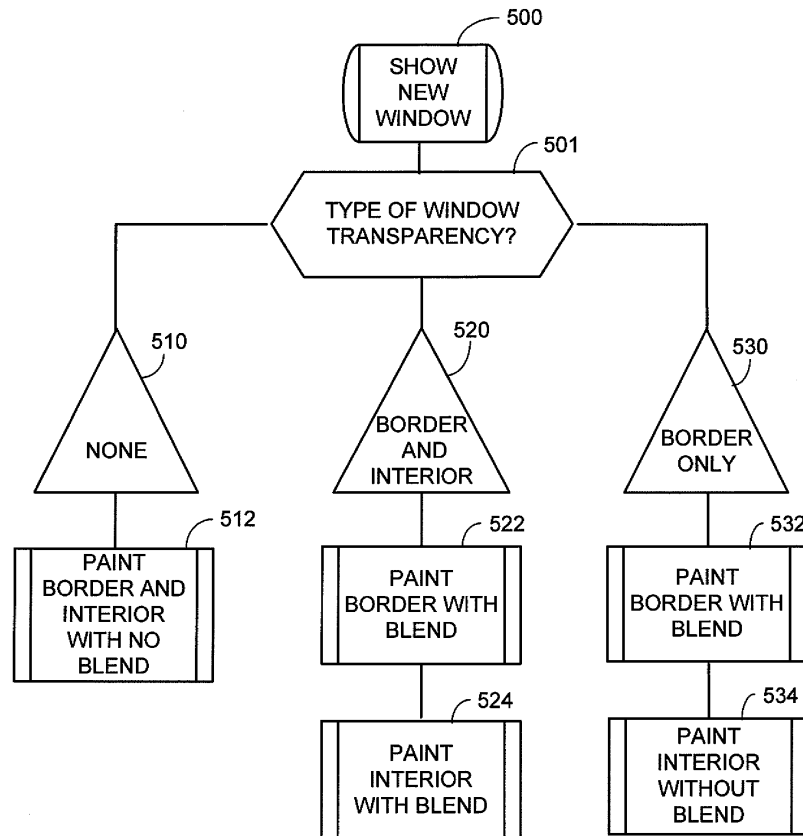 500
SHOW
NEW
WINDOW
501
TYPE OF WINDOW
TRANSPARENCY?
510
NONE
520
BORDER
AND
INTERIOR
530
BORDER
ONLY
512
PAINT
BORDER AND
INTERIOR
WITH NO
BLEND
522
PAINT
BORDER WITH
BLEND
532
PAINT
BORDER WITH
BLEND
524
PAINT
INTERIOR
WITH BLEND
534
PAINT
INTERIOR
WITHOUT
BLEND